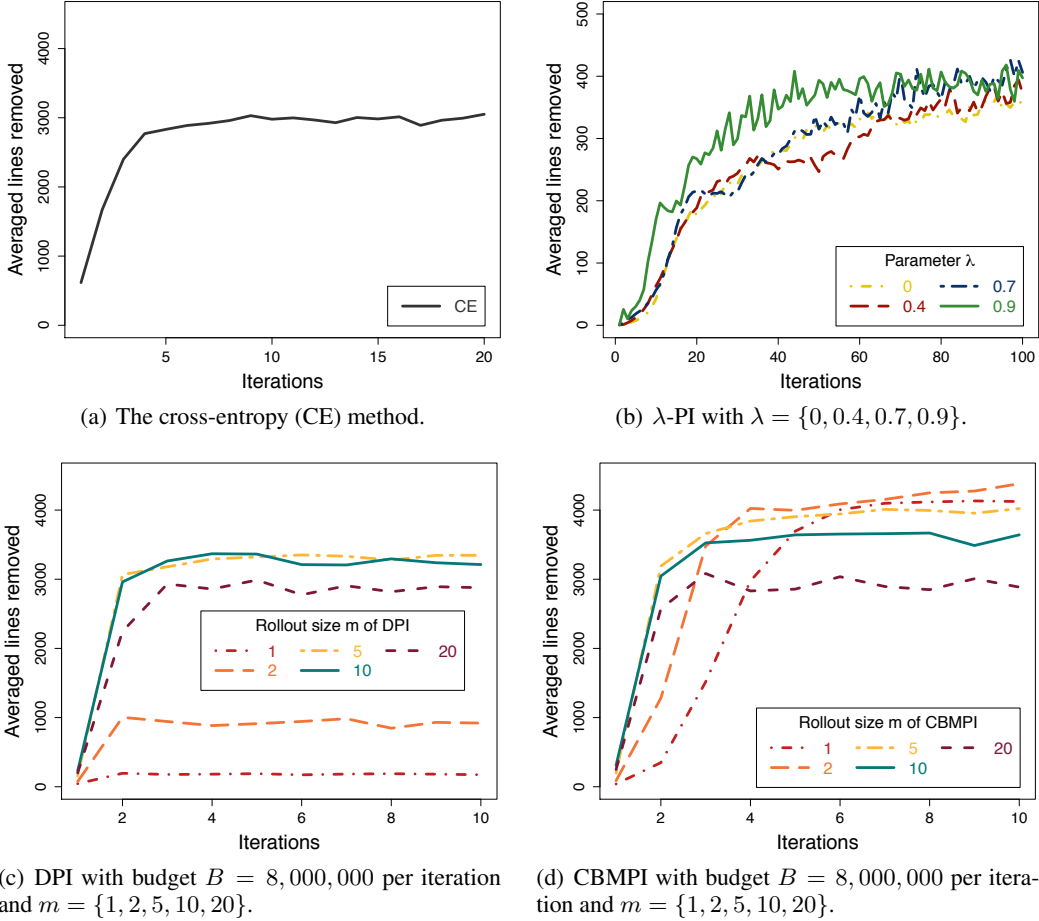 Averaged lines removed
0 1000 2000 3000 4000
CE
5 10 15 20
Iterations
(a) The cross-entropy (CE) method.
Averaged lines removed
0 100 200 300 400 500
Parameter λ
0 0.7
0.4 0.9
0 20 40 60 80 100
Iterations
(b) λ-PI with λ = {0, 0.4, 0.7, 0.9}.
Averaged lines removed
0 1000 2000 3000 4000
Rollout size m of DPI
1 5 20
2 10
2 4 6 8 10
Iterations
(c) DPI with budget B = 8, 000, 000 per iteration
and m = {1, 2, 5, 10, 20}.
Averaged lines removed
0 1000 2000 3000 4000
Rollout size m of CBMPI
1 5 20
2 10
2 4 6 8 10
Iterations
(d) CBMPI with budget B = 8, 000, 000 per itera-
tion and m = {1, 2, 5, 10, 20}.